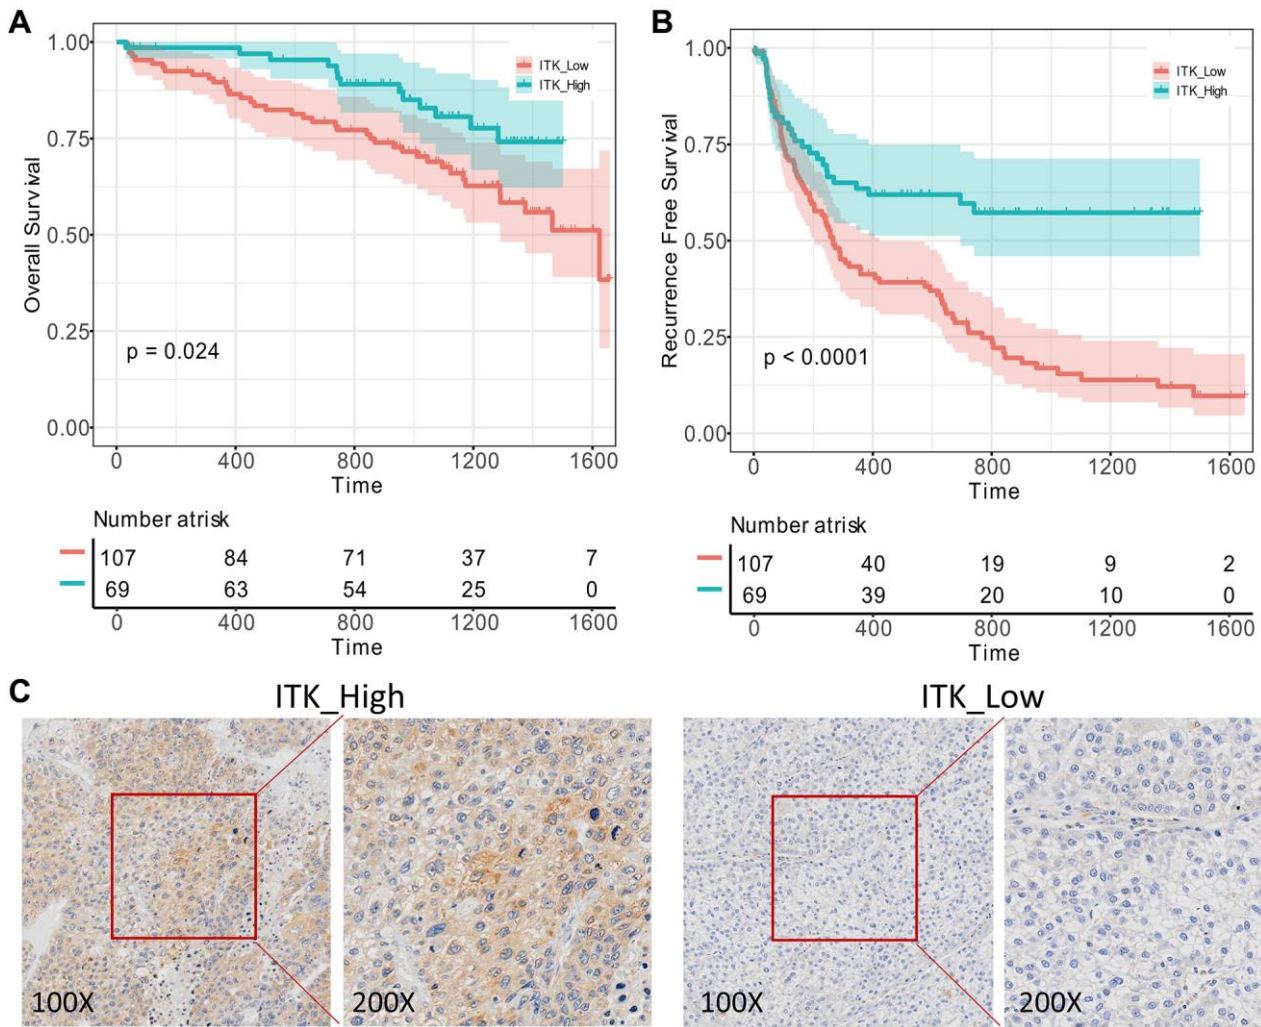 A
1.00
0.75
0.50
0.25
0.00
Overall Survival
ITK_Low
ITK_High
p = 0.024
0 400 800 1200 1600
Time
Number atrisk
107 84 71 37 7
69 63 54 25 0
0 400 800 1200 1600
Time
B
1.00
0.75
0.50
0.25
0.00
Recurrence Free Survival
ITK_Low
ITK_High
p < 0.0001
0 400 800 1200 1600
Time
Number atrisk
107 40 19 9 2
69 39 20 10 0
0 400 800 1200 1600
Time
C
ITK_High
ITK_Low
100X
200X
100X
200X